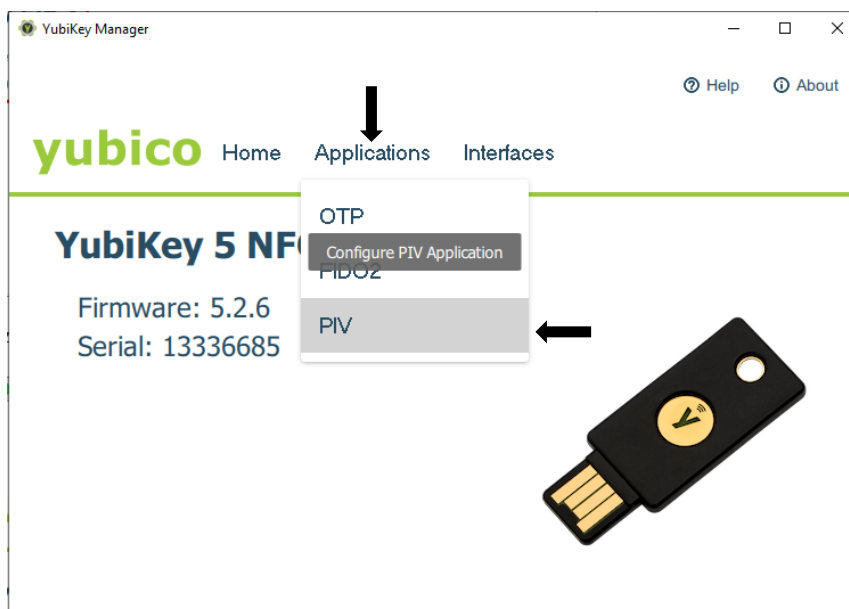 YubiKey Manager
Help About
yubico Home Applications Interfaces
OTP
YubiKey 5 NF
Configure PIV Application
FIDO2
Firmware: 5.2.6
PIV
Serial: 13336685
y